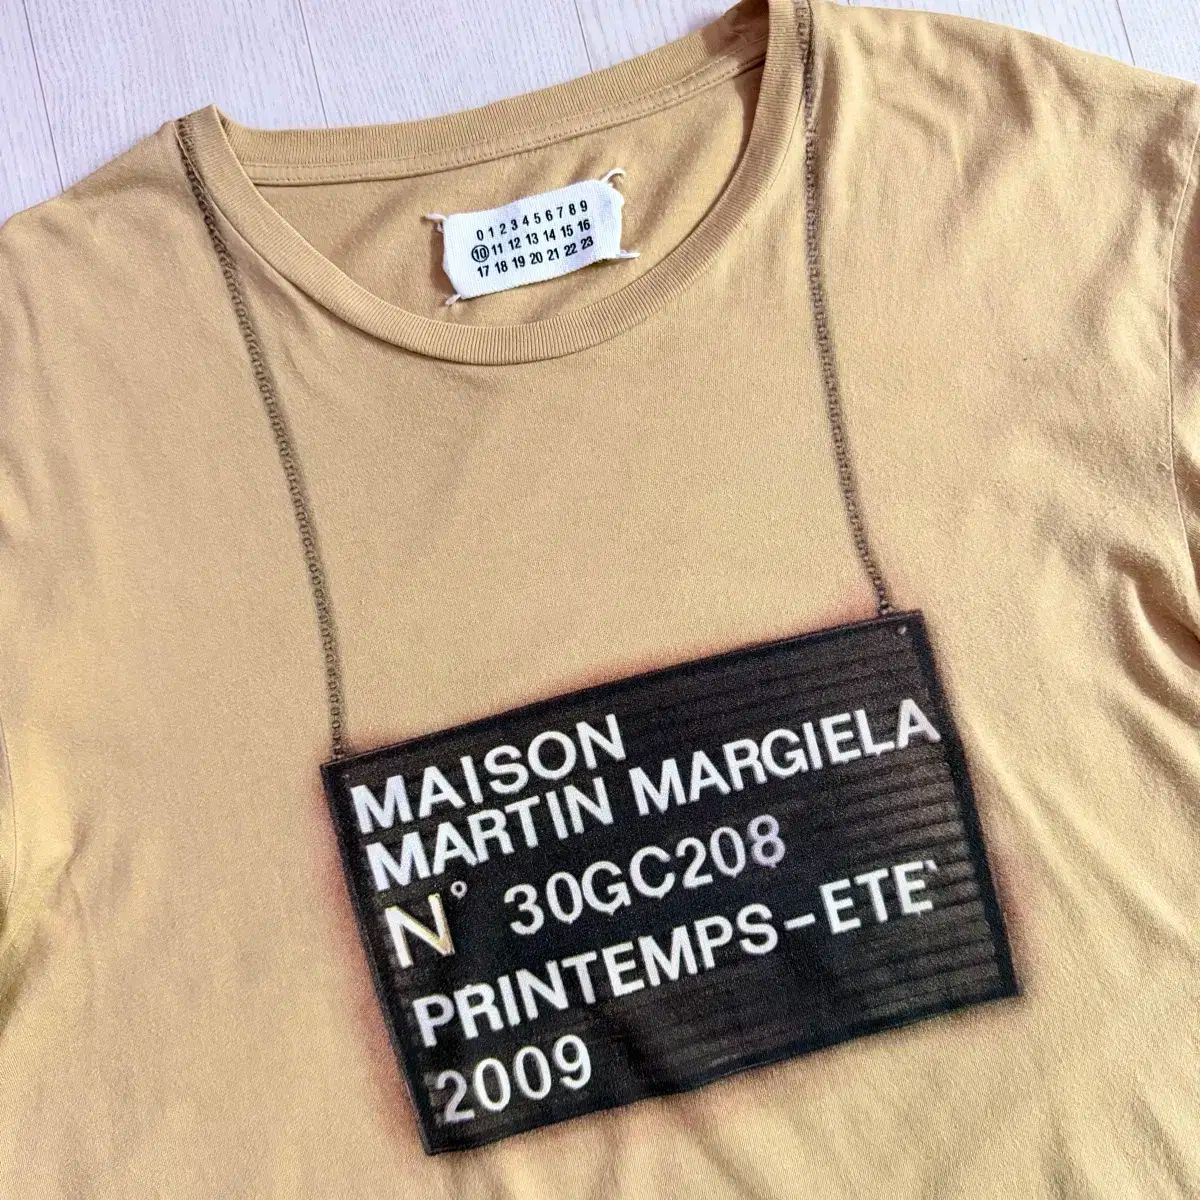 0 1 2 3 4 5 6 7 8 9
10 11 12 13 14 15 16
17 18 19 20 21 22 23
MAISON
MARTIN MARGIELA
N° 30GC208
PRINTEMPS-ETE`
2009